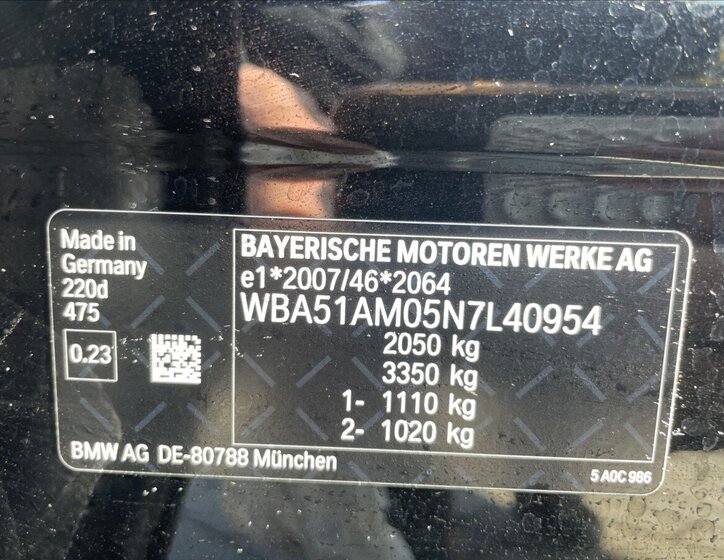 Made in
Germany
220d
475
0.23
BAYERISCHE MOTOREN WERKE AG
e1*2007/46*2064
WBA51AM05N7L40954
2050 kg
3350 kg
1- 1110 kg
2- 1020 kg
BMW AG DE-80788 München
5 A0C 986